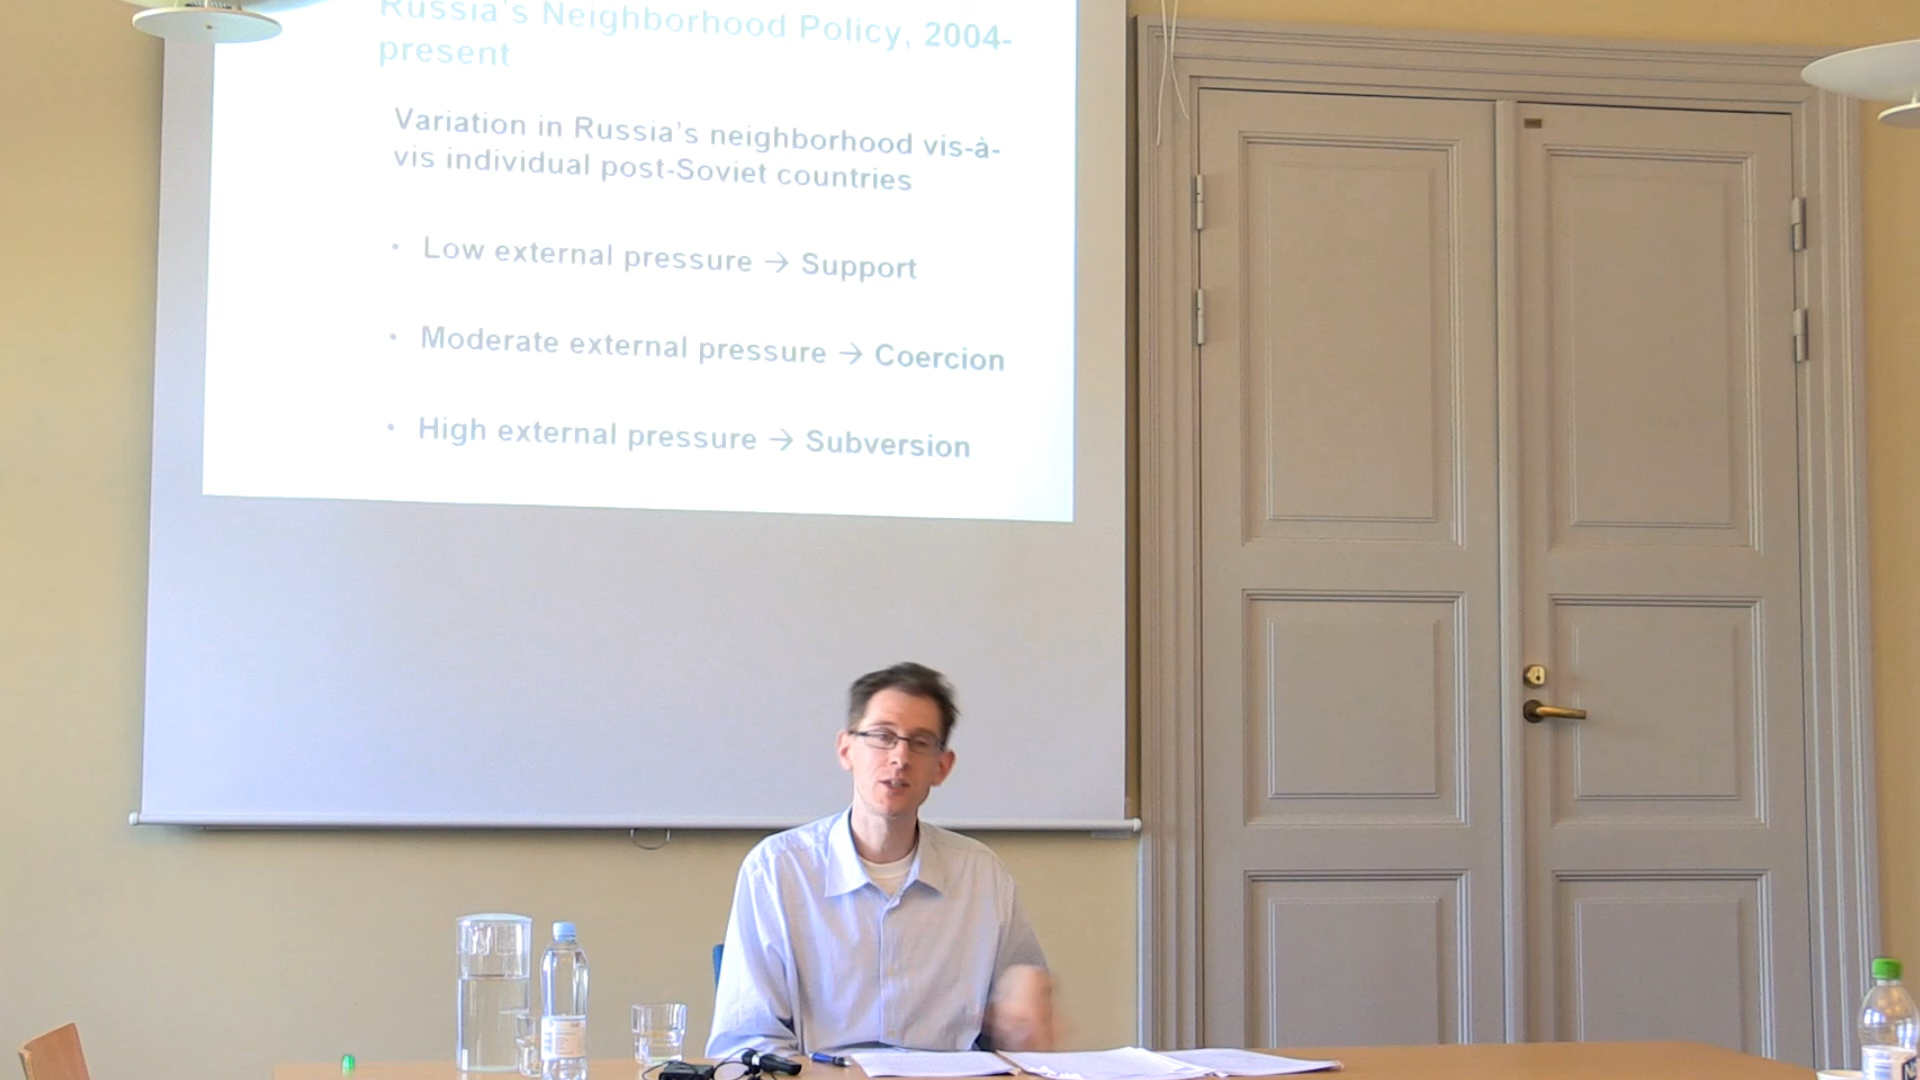 Russia's Neighborhood Policy, 2004-
present
Variation in Russia's neighborhood vis-à-
vis individual post-Soviet countries
• Low external pressure → Support
• Moderate external pressure → Coercion
• High external pressure → Subversion